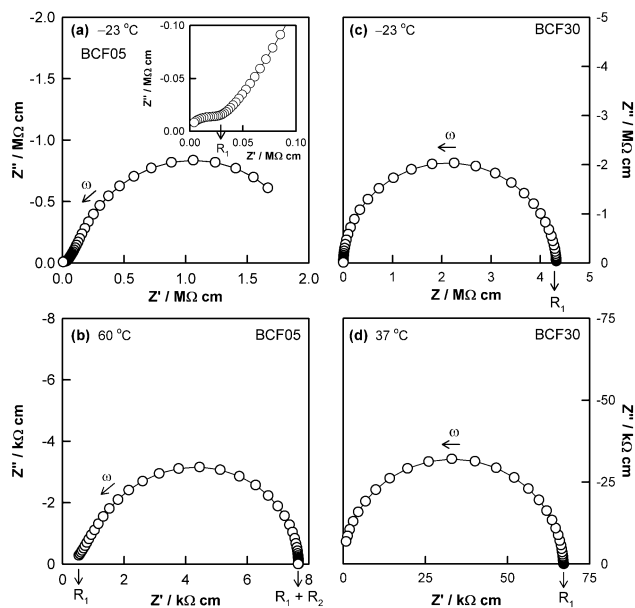 (a) –23 °C
BCF05
-2.0
-1.5
-1.0
-0.5
0.0
Z'' / MΩ cm
0.0 0.5 1.0 1.5 2.0
Z' / MΩ cm
ω
-0.10
-0.05
0.00
Z'' / MΩ cm
0.00 0.05 0.10
R1
Z' / MΩ cm
(c) –23 °C
BCF30
-5
-4
-3
-2
-1
0
Z'' / MΩ cm
ω
0 1 2 3 4 5
Z / MΩ cm
R1
(b) 60 °C
BCF05
-8
-6
-4
-2
0
Z'' / kΩ cm
ω
0 2 4 6 8
R1
Z' / kΩ cm
R1 + R2
(d) 37 °C
BCF30
-75
-50
-25
0
Z'' / kΩ cm
ω
0 25 50 75
Z' / kΩ cm
R1